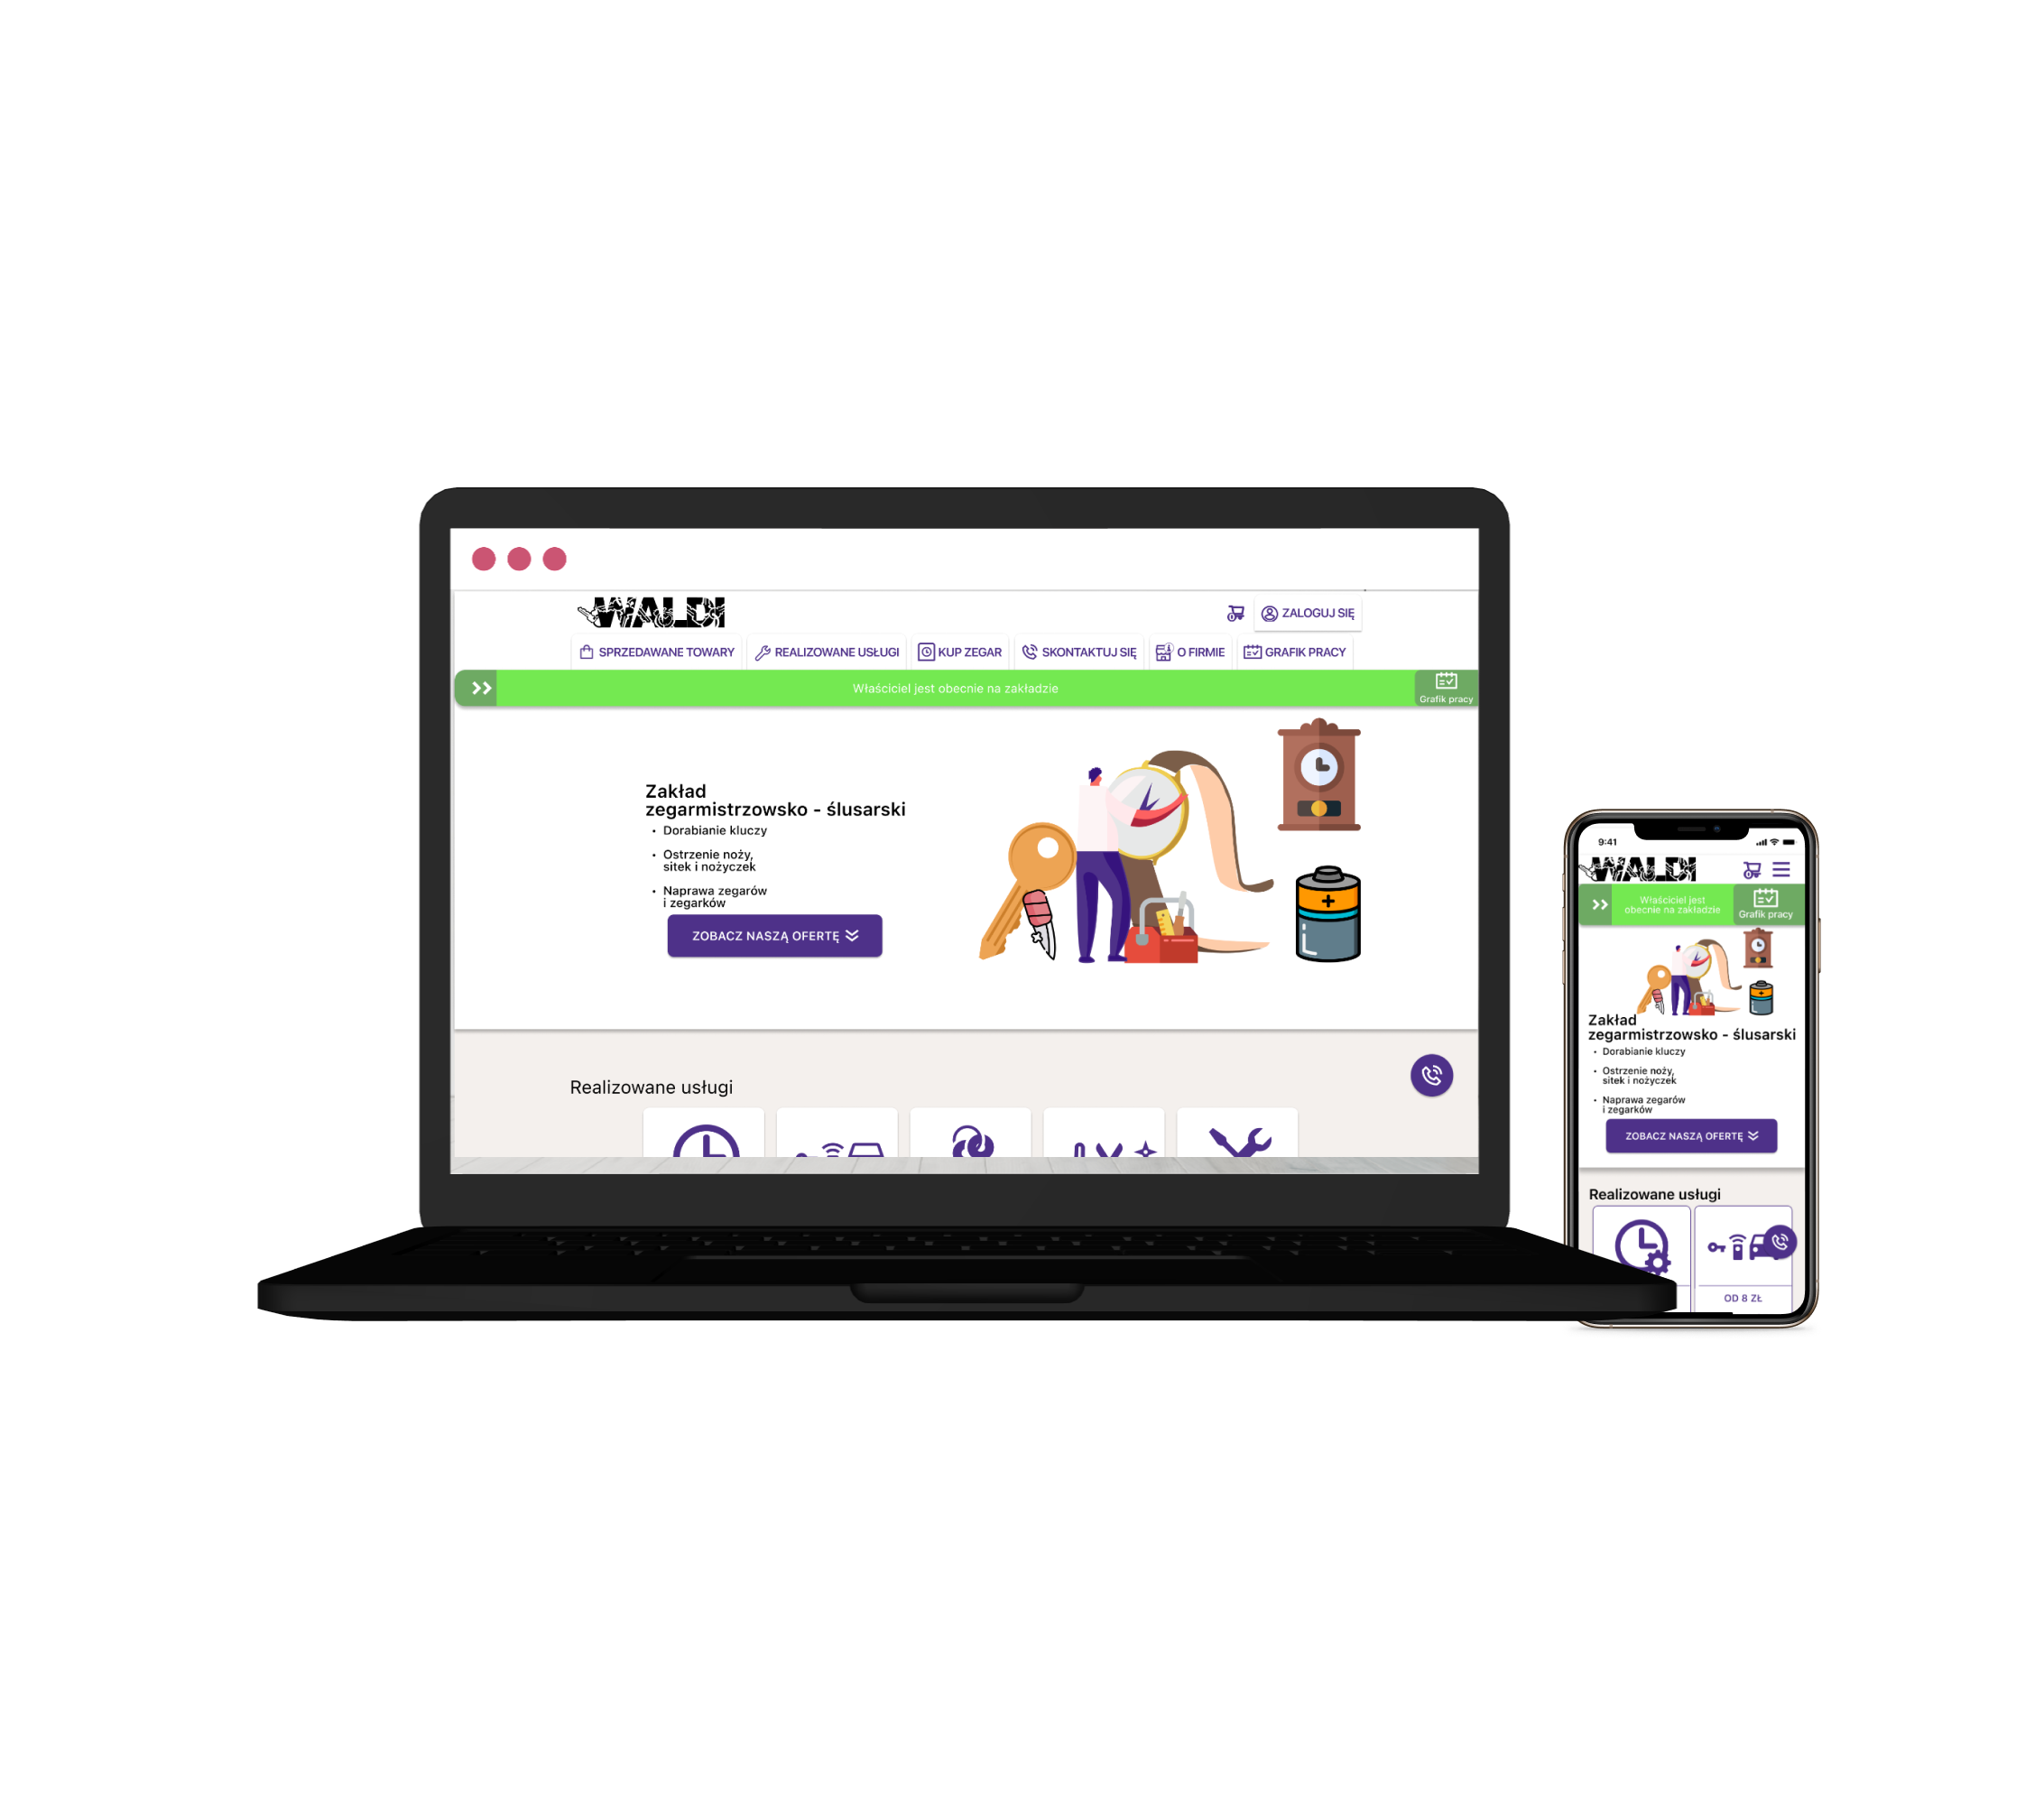 WALDI
ZALOGUJ SIĘ
SPRZEDAWANE TOWARY
REALIZOWANE USŁUGI
KUP ZEGAR
SKONTAKTUJ SIĘ
O FIRMIE
GRAFIK PRACY
Właściciel jest obecnie na zakładzie
Grafik pracy
Zakład
zegarmistrzowsko - ślusarski
• Dorabianie kluczy
• Ostrzenie noży,
sitek i nożyczek
• Naprawa zegarów
i zegarków
ZOBACZ NASZĄ OFERTĘ
Realizowane usługi
9:41
WALDI
Właściciel jest
obecnie na zakładzie
Grafik pracy
Zakład
zegarmistrzowsko - ślusarski
• Dorabianie kluczy
• Ostrzenie noży,
sitek i nożyczek
• Naprawa zegarów
i zegarków
ZOBACZ NASZĄ OFERTĘ
Realizowane usługi
OD 8 ZŁ